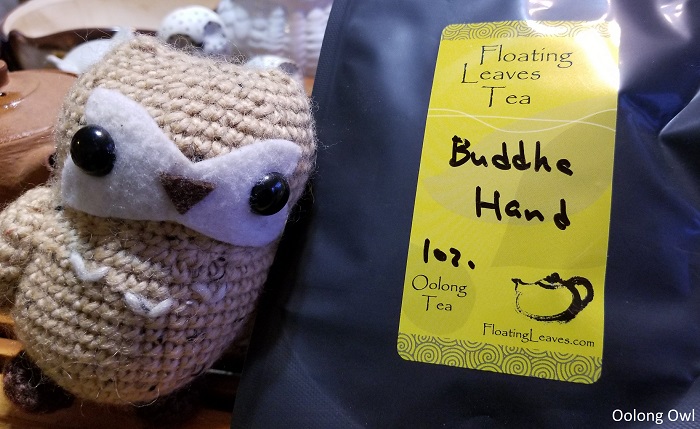 Floating
Leaves
Tea
Buddha
Hand
1oz.
Oolong
Tea
FloatingLeaves.com
Oolong Owl